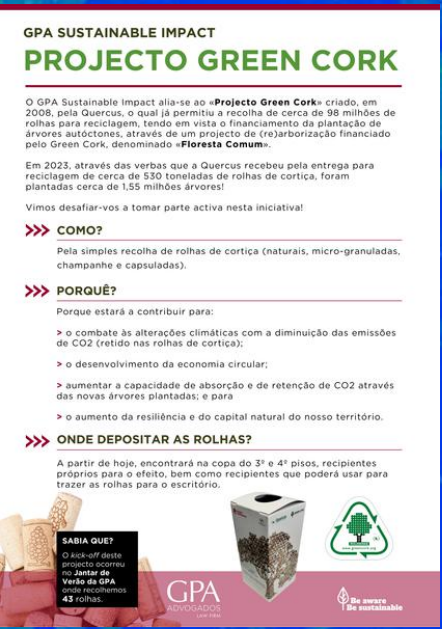 GPA SUSTAINABLE IMPACT
PROJECTO GREEN CORK
O GPA Sustainable Impact alia-se ao «Projecto Green Cork» criado, em
2008, pela Quercus, o qual já permitiu a recolha de cerca de 98 milhões de
rolhas para reciclagem, tendo em vista o financiamento da plantação de
árvores autóctones, através de um projecto de (re)arborização financiado
pelo Green Cork, denominado «Floresta Comum».
Em 2023, através das verbas que a Quercus recebeu pela entrega para
reciclagem de cerca de 530 toneladas de rolhas de cortiça, foram
plantadas cerca de 1,55 milhões árvores!
Vimos desafiar-vos a tomar parte activa nesta iniciativa!
COMO?
Pela simples recolha de rolhas de cortiça (naturais, micro-granuladas,
champanhe e capsuladas).
PORQUÊ?
Porque estará a contribuir para:
> o combate às alterações climáticas com a diminuição das emissões
de CO2 (retido nas rolhas de cortiça);
> o desenvolvimento da economia circular;
> aumentar a capacidade de absorção e de retenção de CO2 através
das novas árvores plantadas; e para
> o aumento da resiliência e do capital natural do nosso território.
ONDE DEPOSITAR AS ROLHAS?
A partir de hoje, encontrará na copa do 3º e 4º pisos, recipientes
próprios para o efeito, bem como recipientes que poderá usar para
trazer as rolhas para o escritório.
SABIA QUE?
O kick-off deste
projecto ocorreu
no Jantar de
Verão da GPA
onde recolhemos
43 rolhas.
GPA
ADVOGADOS
LAW FIRM
www.greencork.org
Be aware
Be sustainable